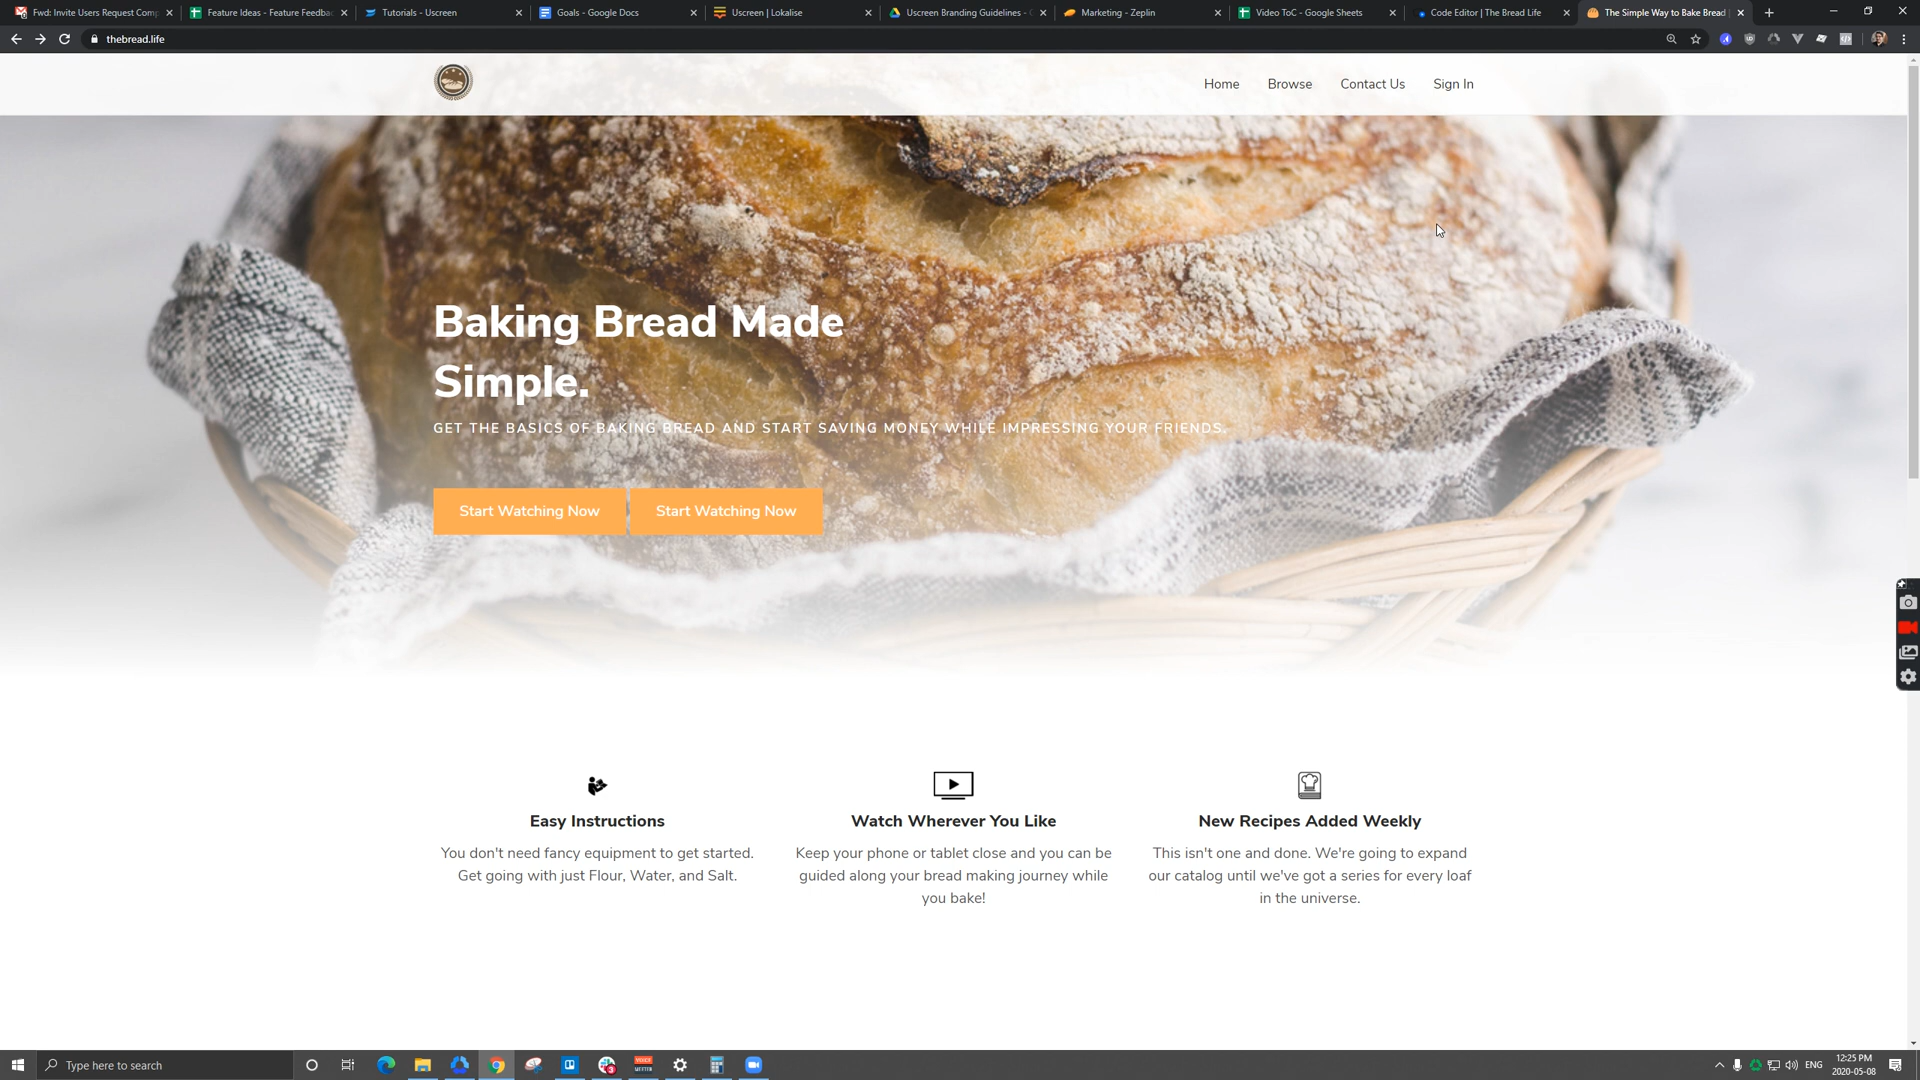 Fwd: Invite Users Request Comp
Feature Ideas - Feature Feedbac
Tutorials - Uscreen
Goals - Google Docs
Uscreen | Lokalise
Uscreen Branding Guidelines -
Marketing - Zeplin
Video ToC - Google Sheets
Code Editor | The Bread Life
The Simple Way to Bake Bread
thebread.life
Home
Browse
Contact Us
Sign In
Baking Bread Made
Simple.
GET THE BASICS OF BAKING BREAD AND START SAVING MONEY WHILE IMPRESSING YOUR FRIENDS.
Start Watching Now
Start Watching Now
Easy Instructions
You don't need fancy equipment to get started.
Get going with just Flour, Water, and Salt.
Watch Wherever You Like
Keep your phone or tablet close and you can be
guided along your bread making journey while
you bake!
New Recipes Added Weekly
This isn't one and done. We're going to expand
our catalog until we've got a series for every loaf
in the universe.
Type here to search
3
ENG
12:25 PM
2020-05-08